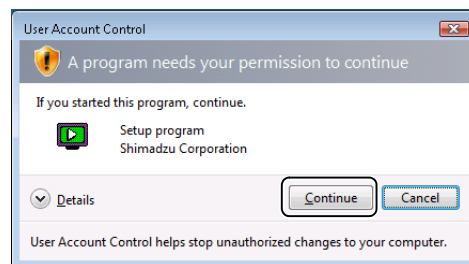 User Account Control
A program needs your permission to continue
If you started this program, continue.
Setup program
Shimadzu Corporation
Details
Continue
Cancel
User Account Control helps stop unauthorized changes to your computer.